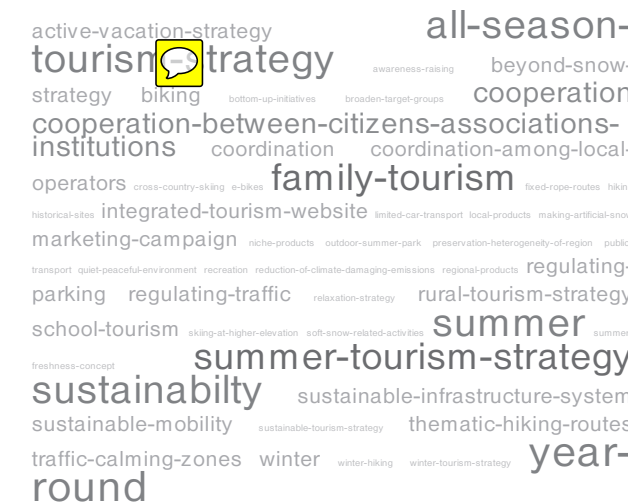 active-vacation-strategy all-season-
tourism-strategy awareness-raising beyond-snow-
strategy biking bottom-up-initiatives broaden-target-groups cooperation
cooperation-between-citizens-associations-
institutions coordination coordination-among-local-
operators cross-country-skiing e-bikes family-tourism fixed-rope-routes hikin
historical-sites integrated-tourism-website limited-car-transport local-products making-artificial-snow
marketing-campaign niche-products outdoor-summer-park preservation-heterogeneity-of-region public
transport quiet-peaceful-environment recreation reduction-of-climate-damaging-emissions regional-products regulating-
parking regulating-traffic relaxation-strategy rural-tourism-strategy
school-tourism skiing-at-higher-elevation soft-snow-related-activities summer summer
freshness-concept summer-tourism-strategy
sustainabilty sustainable-infrastructure-system
sustainable-mobility sustainable-tourism-strategy thematic-hiking-routes
traffic-calming-zones winter winter-hiking winter-tourism-strategy year-
round